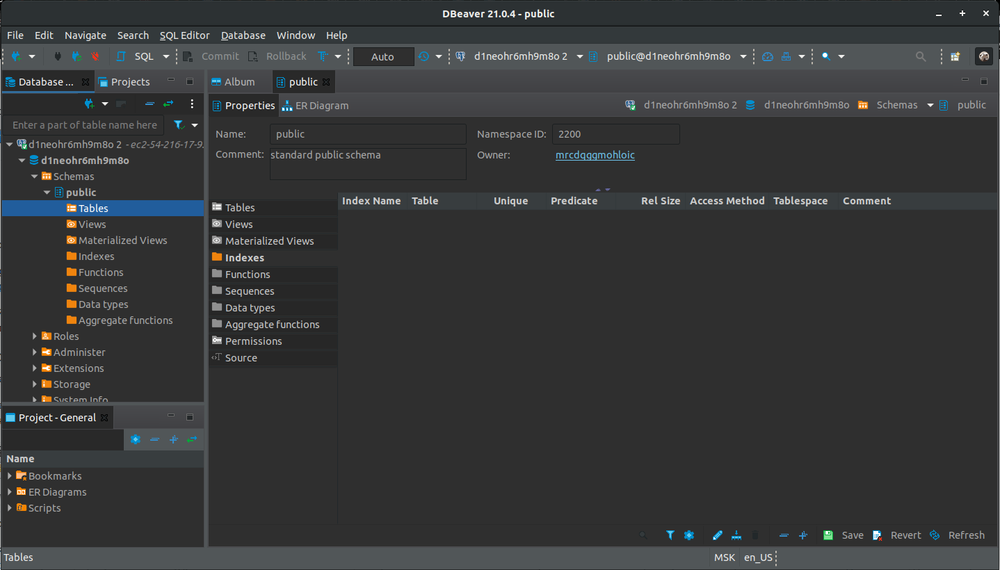 DBeaver 21.0.4 - public
File Edit Navigate Search SQL Editor Database Window Help
SQL Commit Rollback Auto d1neohr6mh9m8o 2 public@d1neohr6mh9m8o
Database ... Projects
Album public
Properties ER Diagram d1neohr6mh9m8o 2 d1neohr6mh9m8o Schemas public
Enter a part of table name here
d1neohr6mh9m8o 2 - ec2-54-216-17-9.
d1neohr6mh9m8o
Schemas
public
Tables
Views
Materialized Views
Indexes
Functions
Sequences
Data types
Aggregate functions
Roles
Administer
Extensions
Storage
System Info
Project - General
Name
Bookmarks
ER Diagrams
Scripts
Name: public Namespace ID: 2200
Comment: standard public schema Owner: mrcdqggmohloic
Tables
Views
Materialized Views
Indexes
Functions
Sequences
Data types
Aggregate functions
Permissions
Source
Index Name Table Unique Predicate Rel Size Access Method Tablespace Comment
Save Revert Refresh
Tables MSK en_US